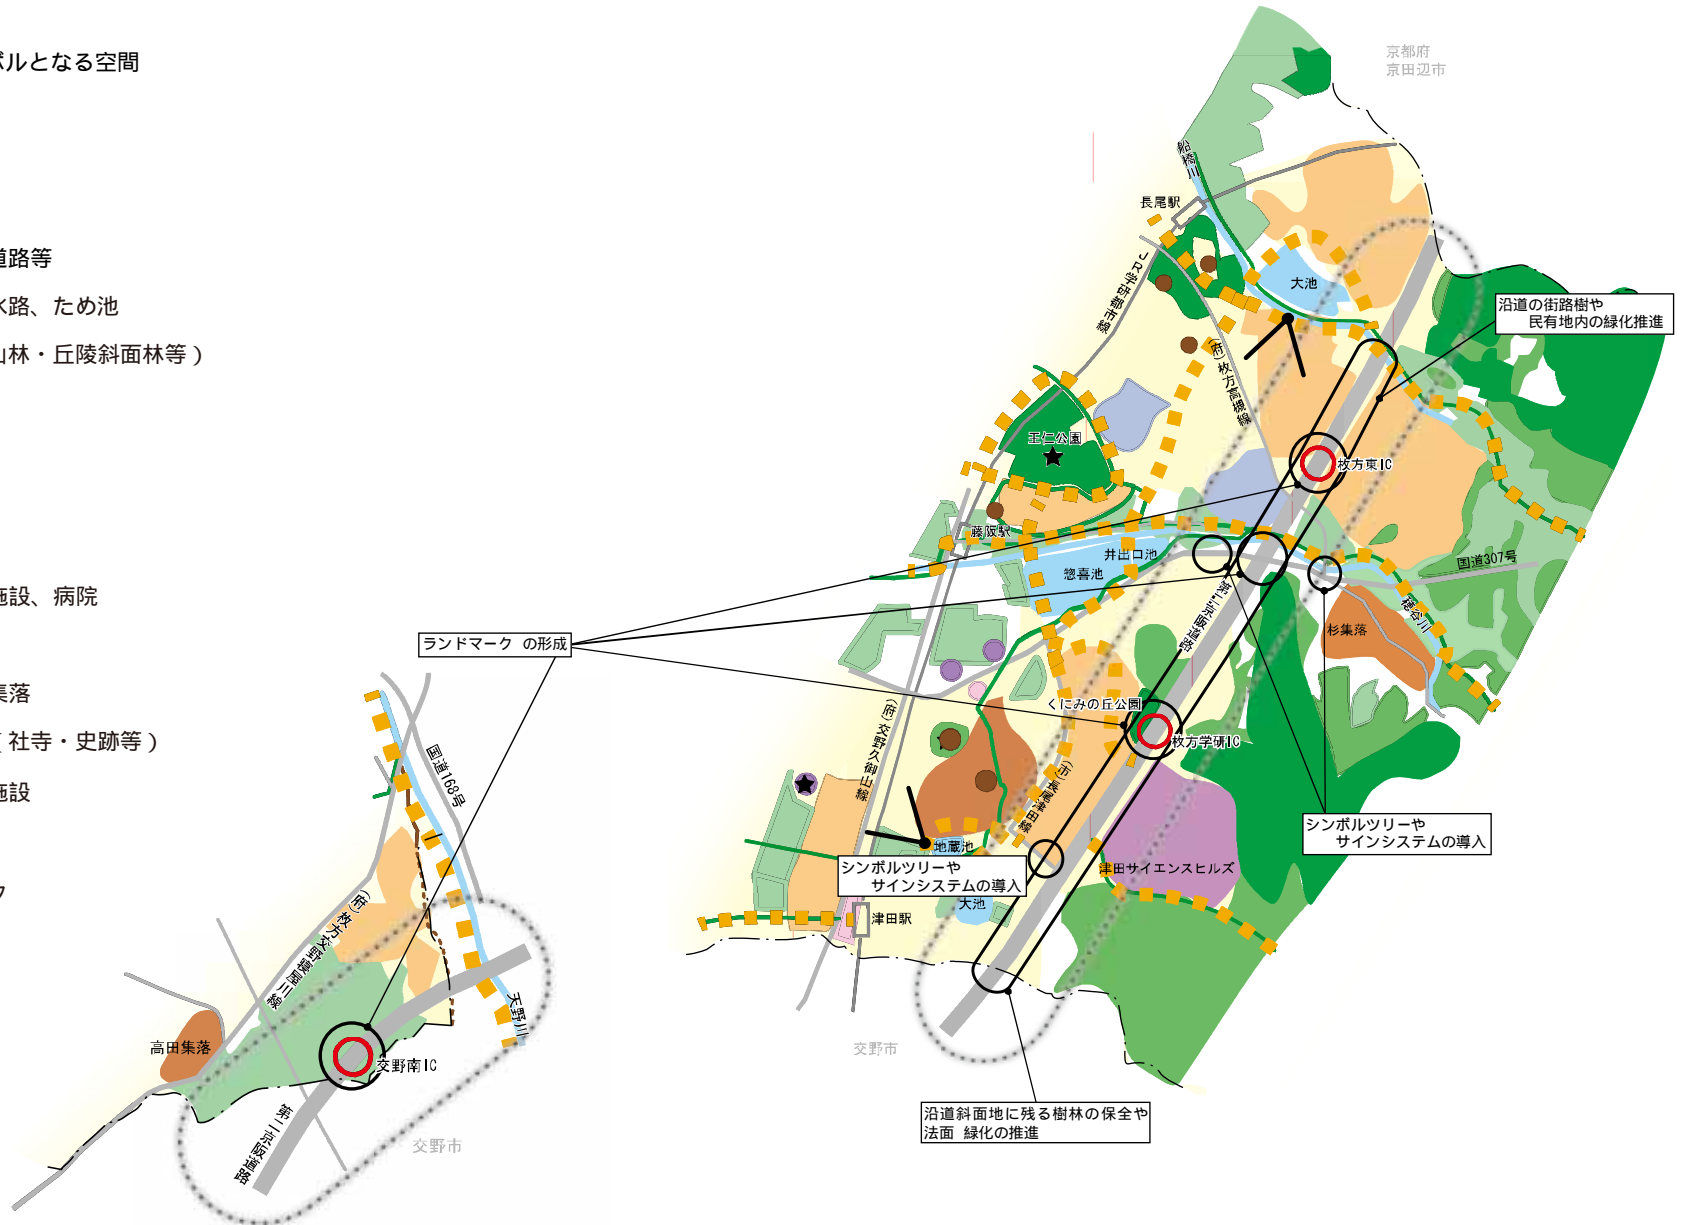 ボルとなる空間
道路等
水路、ため池
山林・丘陵斜面林等）
施設、病院
集落
（社寺・史跡等）
施設
ク
京都府
京田辺市
船橋川
長尾駅
JR学研都市線
大池
沿道の街路樹や
民有地内の緑化推進
(府)枚方高槻線
王仁公園
枚方東IC
藤阪駅
井出口池
惣喜池
国道307号
第二京阪道路
穂谷川
杉集落
ランドマーク の形成
くにみの丘公園
枚方学研IC
(府)交野久御山線
(市)長尾津田線
国道168号
シンボルツリーや
サインシステムの導入
地蔵池
シンボルツリーや
サインシステムの導入
津田サイエンスヒルズ
大池
津田駅
(府)枚方交野寝屋川線
天野川
高田集落
交野南IC
交野市
第二京阪道路
交野市
沿道斜面地に残る樹林の保全や
法面 緑化の推進